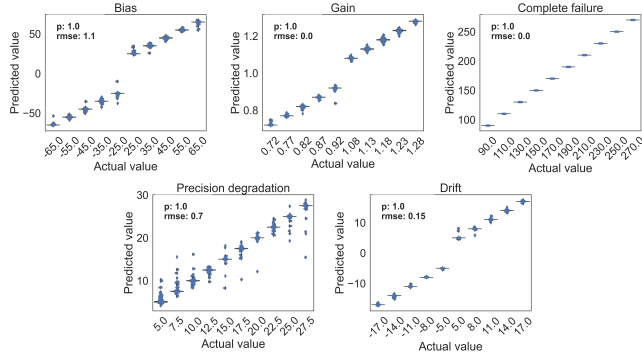 Bias
p: 1.0
rmse: 1.1
Predicted value
50
0
−50
-65.0 -55.0 -45.0 -35.0 -25.0 25.0 35.0 45.0 55.0 65.0
Actual value
Gain
p: 1.0
rmse: 0.0
Predicted value
1.2
1.0
0.8
0.72 0.77 0.82 0.87 0.92 1.08 1.13 1.18 1.23 1.28
Actual value
Complete failure
p: 1.0
rmse: 0.0
Predicted value
250
200
150
100
90.0 110.0 130.0 150.0 170.0 190.0 210.0 230.0 250.0 270.0
Actual value
Precision degradation
p: 1.0
rmse: 0.7
Predicted value
30
20
10
5.0 7.5 10.0 12.5 15.0 17.5 20.0 22.5 25.0 27.5
Actual value
Drift
p: 1.0
rmse: 0.15
Predicted value
10
0
−10
-17.0 -14.0 -11.0 -8.0 -5.0 5.0 8.0 11.0 14.0 17.0
Actual value